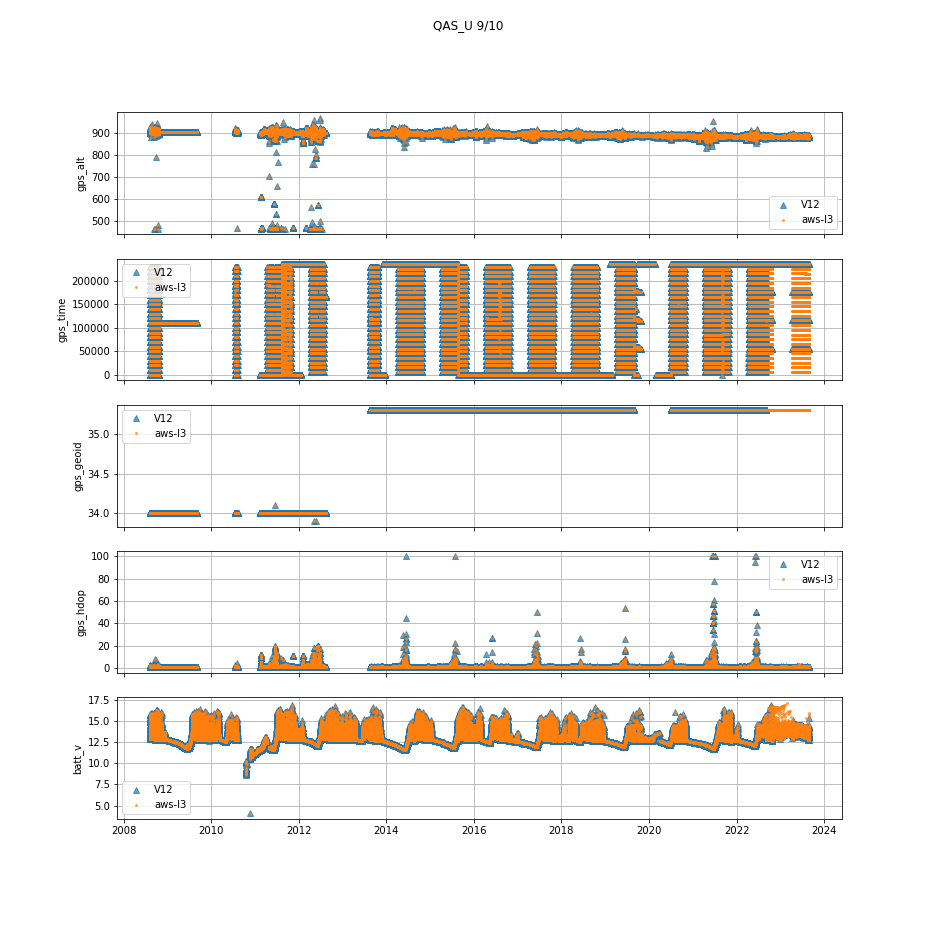 QAS_U 9/10
900
800
700
600
500
gps_alt
V12
aws-l3
200000
150000
100000
50000
0
gps_time
V12
aws-l3
35.0
34.5
34.0
gps_geoid
V12
aws-l3
100
80
60
40
20
0
gps_hdop
V12
aws-l3
17.5
15.0
12.5
10.0
7.5
5.0
batt_v
V12
aws-l3
2008 2010 2012 2014 2016 2018 2020 2022 2024